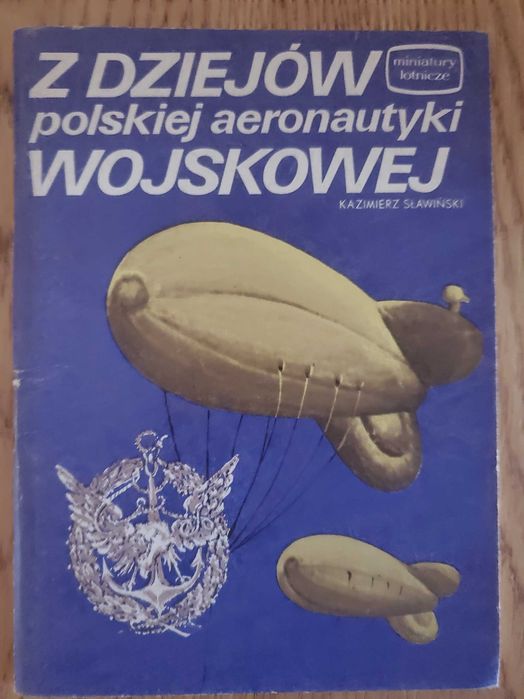 Z DZIEJÓW
miniatury
lotnicze
polskiej aeronautyki
WOJSKOWEJ
KAZIMIERZ SŁAWIŃSKI